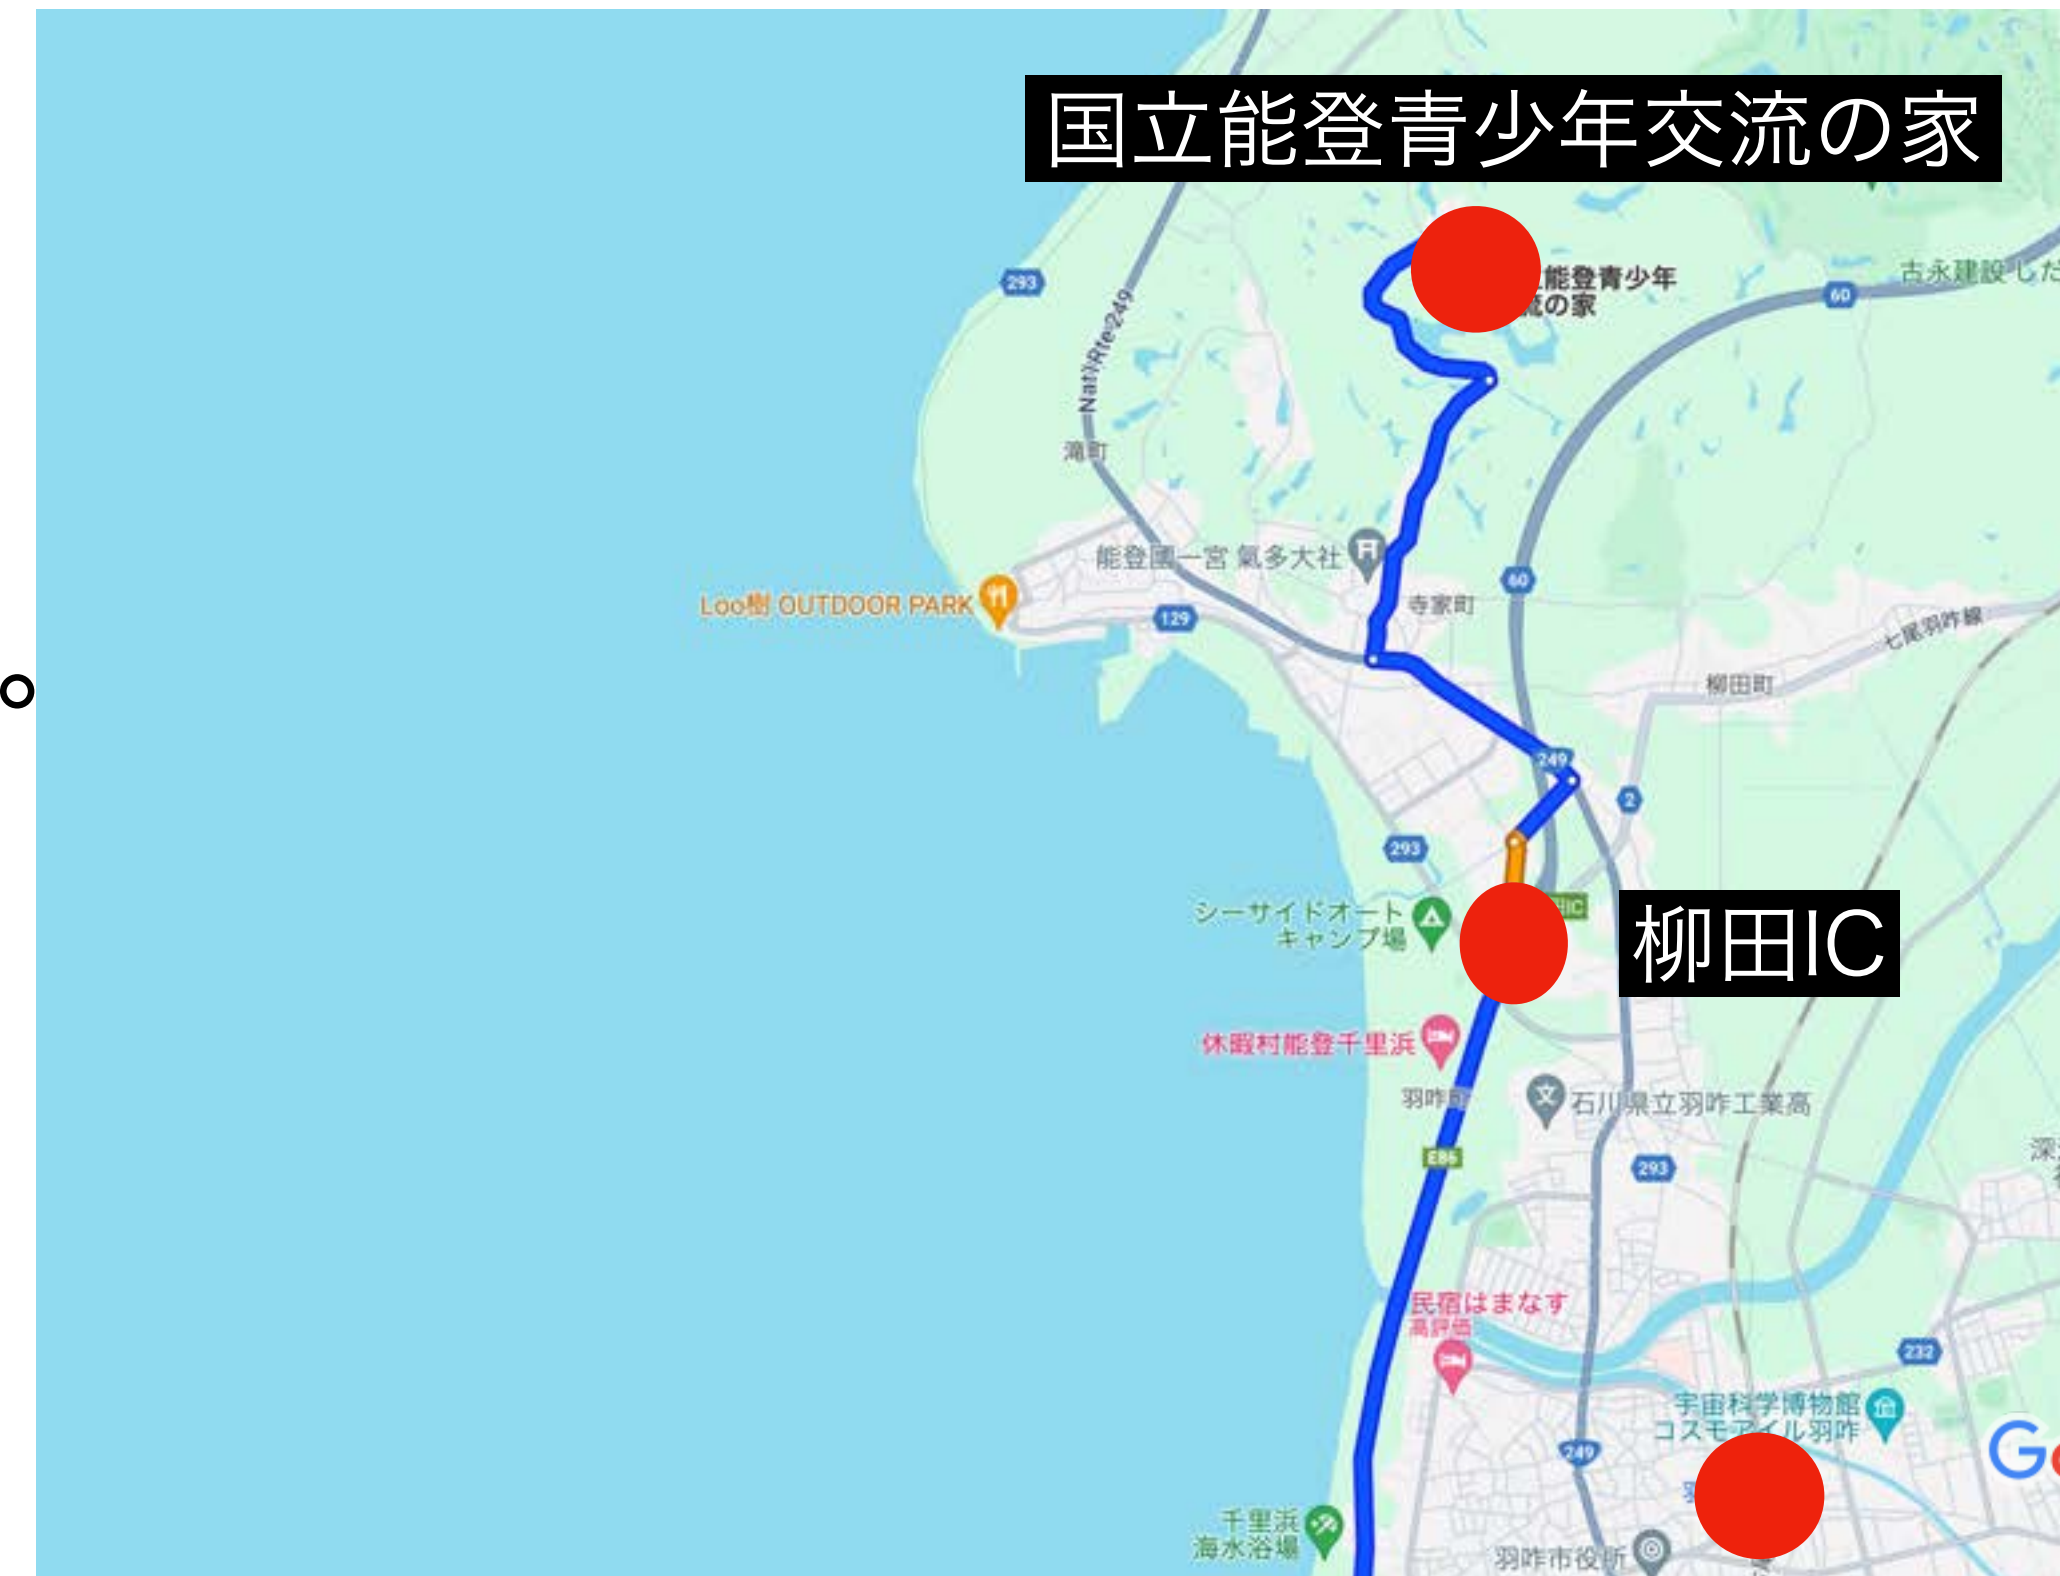 国立能登青少年交流の家
293
Nat'l Rte 249
能登青少年
流の家
60
古永建設 しだ
滝町
能登國一宮 氣多大社
60
Loo樹 OUTDOOR PARK
129
寺家町
七尾羽咋線
柳田町
249
2
293
シーサイドオート
キャンプ場
IC
柳田IC
休暇村能登千里浜
羽咋町
石川県立羽咋工業高
E86
293
深
民宿はまなす
高評価
232
宇宙科学博物館
コスモアイル羽咋
249
G
千里浜
海水浴場
羽咋市役所